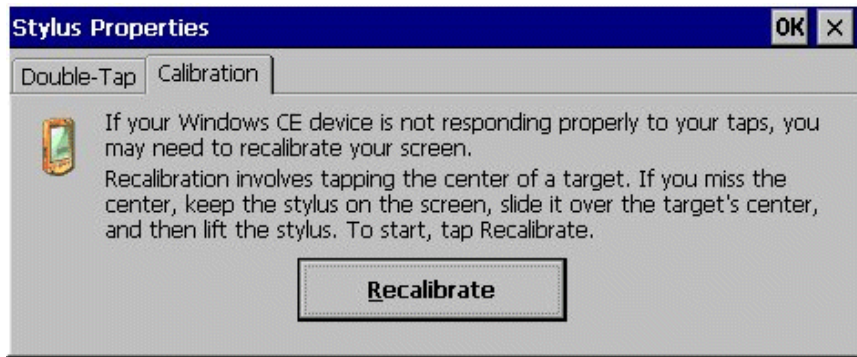 Stylus Properties OK ×
Double-Tap Calibration
If your Windows CE device is not responding properly to your taps, you
may need to recalibrate your screen.
Recalibration involves tapping the center of a target. If you miss the
center, keep the stylus on the screen, slide it over the target's center,
and then lift the stylus. To start, tap Recalibrate.
Recalibrate